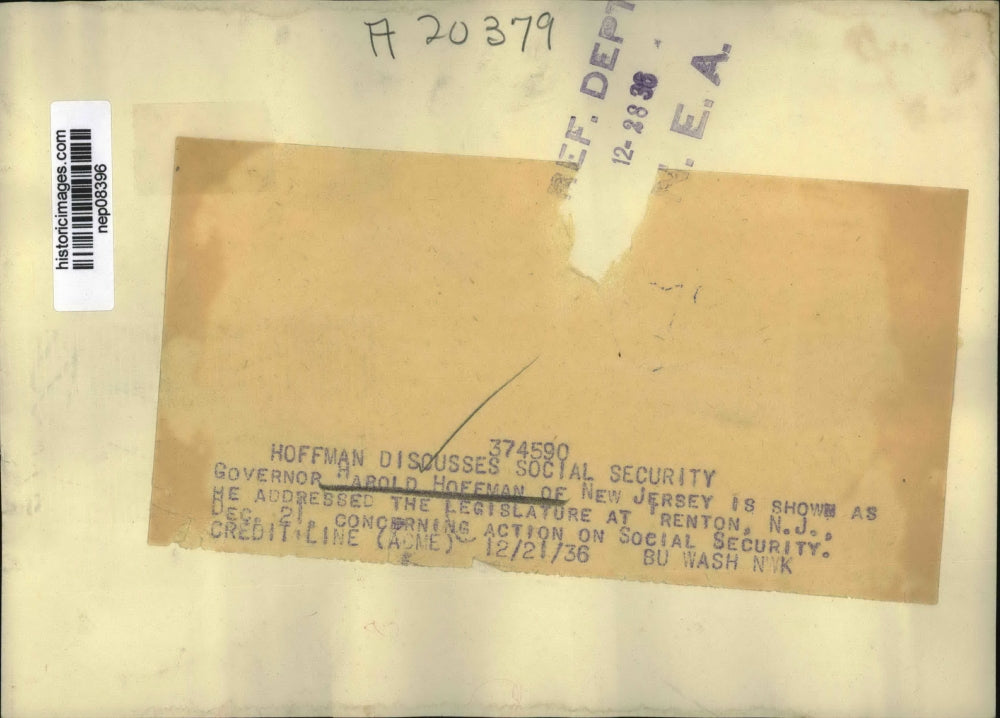 A 20379
REF. DEPT
12-28 36
N. E. A.
historicimages.com
nep08396
374590
HOFFMAN DISCUSSES SOCIAL SECURITY
GOVERNOR HAROLD HOFFMAN OF NEW JERSEY IS SHOWN AS
HE ADDRESSED THE LEGISLATURE AT TRENTON, N.J.,
DEC. 21, CONCERNING ACTION ON SOCIAL SECURITY.
CREDIT LINE (ACME) 12/21/36 BU WASH NWK